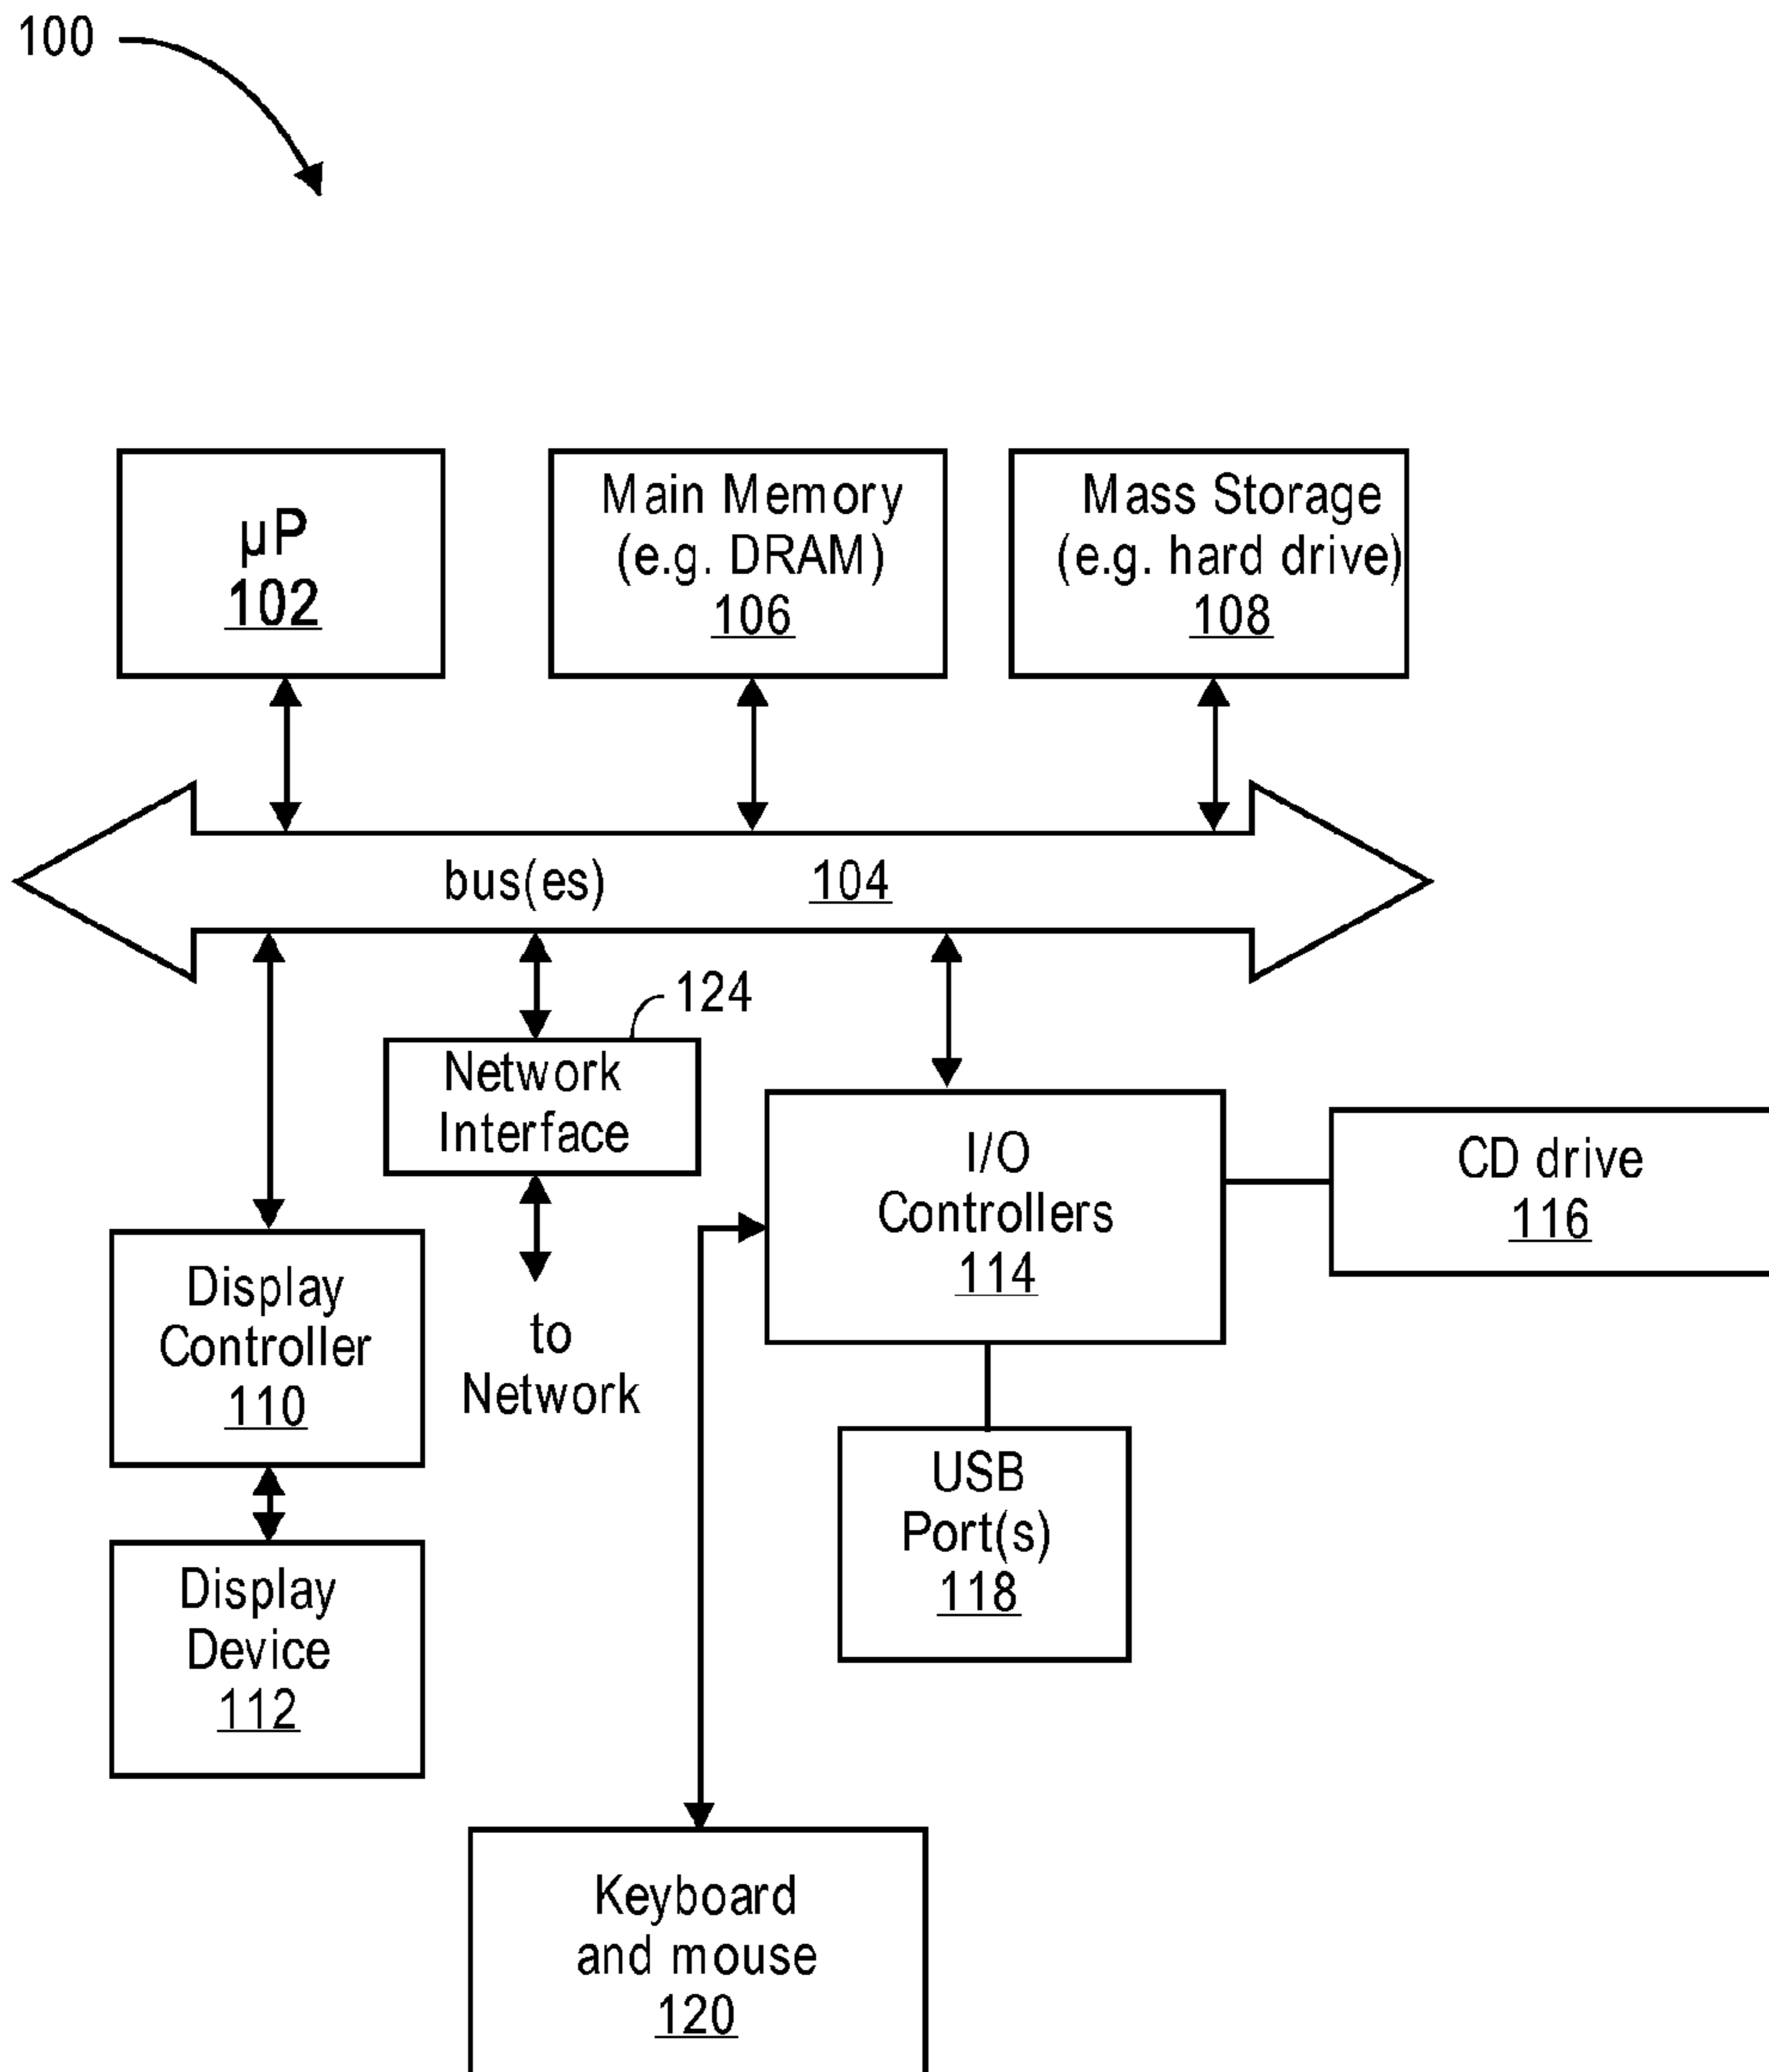 100
µP
102
Main Memory
(e.g. DRAM)
106
Mass Storage
(e.g. hard drive)
108
bus(es) 104
124
Network
Interface
to
Network
I/O
Controllers
114
CD drive
116
Display
Controller
110
USB
Port(s)
118
Display
Device
112
Keyboard
and mouse
120